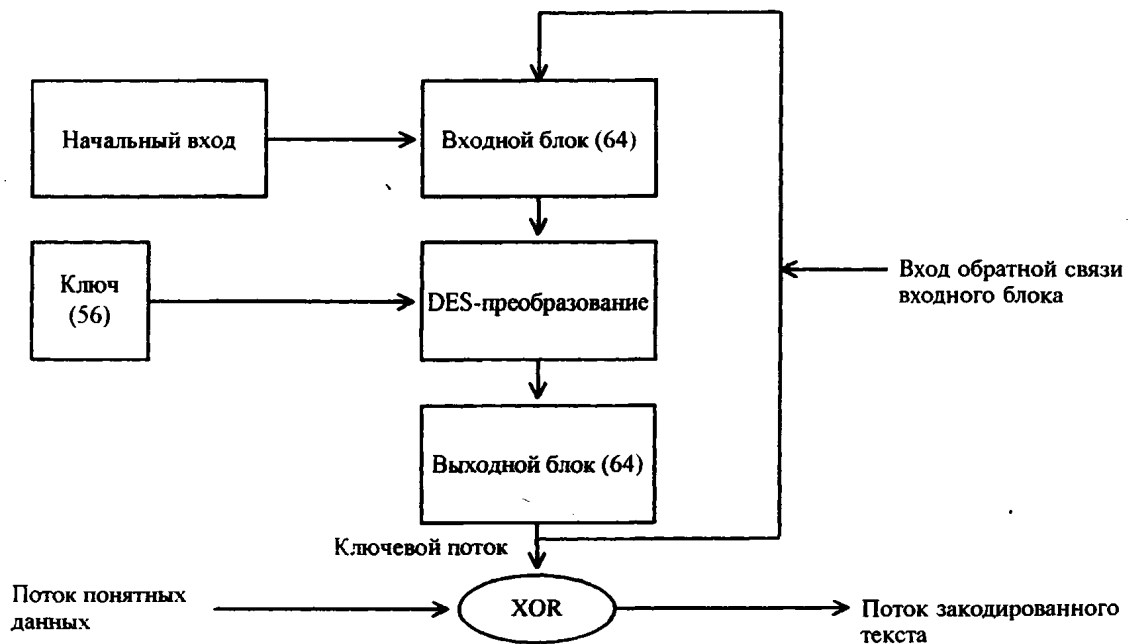 Начальный вход
Входной блок (64)
Ключ
(56)
DES-преобразование
Вход обратной связи
входного блока
Выходной блок (64)
Ключевой поток
Поток понятных
данных
XOR
Поток закодированного
текста